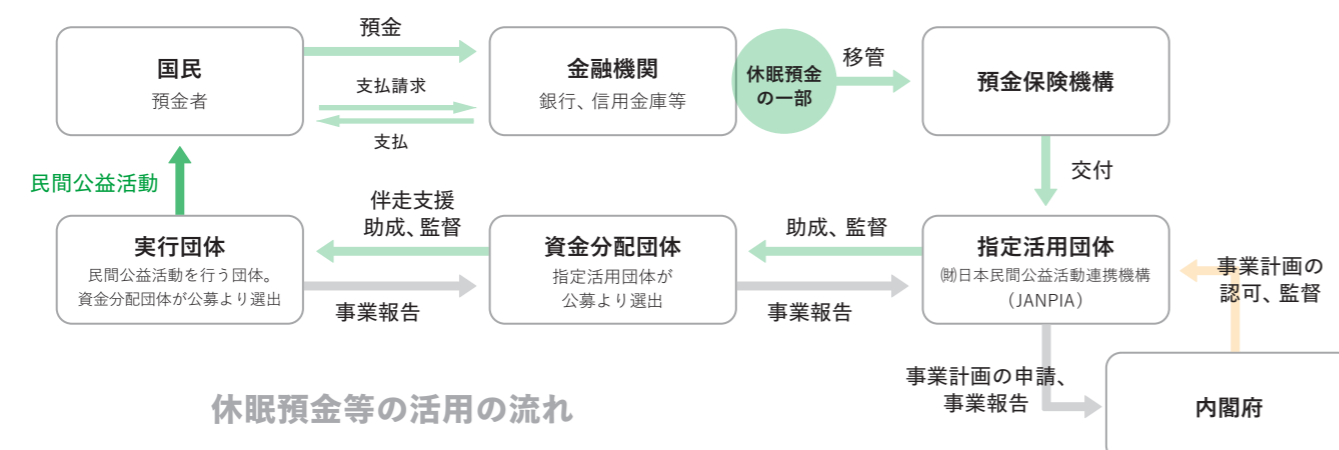 預金
国民
預金者
支払請求
支払
金融機関
銀行、信用金庫等
休眠預金
の一部
移管
預金保険機構
交付
民間公益活動
実行団体
民間公益活動を行う団体。
資金分配団体が公募より選出
伴走支援
助成、監督
事業報告
資金分配団体
指定活用団体が
公募より選出
助成、監督
事業報告
指定活用団体
㈶日本民間公益活動連携機構
（JANPIA）
事業計画の
認可、監督
事業計画の申請、
事業報告
内閣府
休眠預金等の活用の流れ